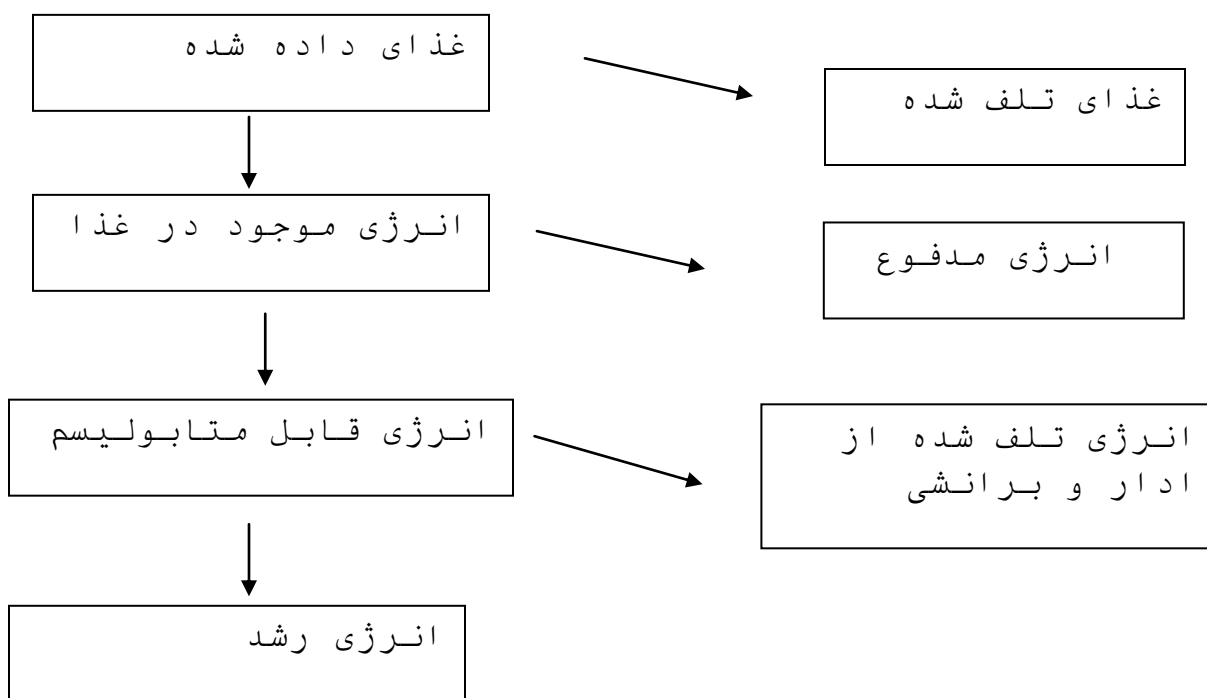 غذای داده شده
غذای تلف شده
انرژی موجود در غذا
انرژی مدفوع
انرژی قابل متابولیسم
انرژی تلف شده از
ادار و برانشی
انرژی رشد